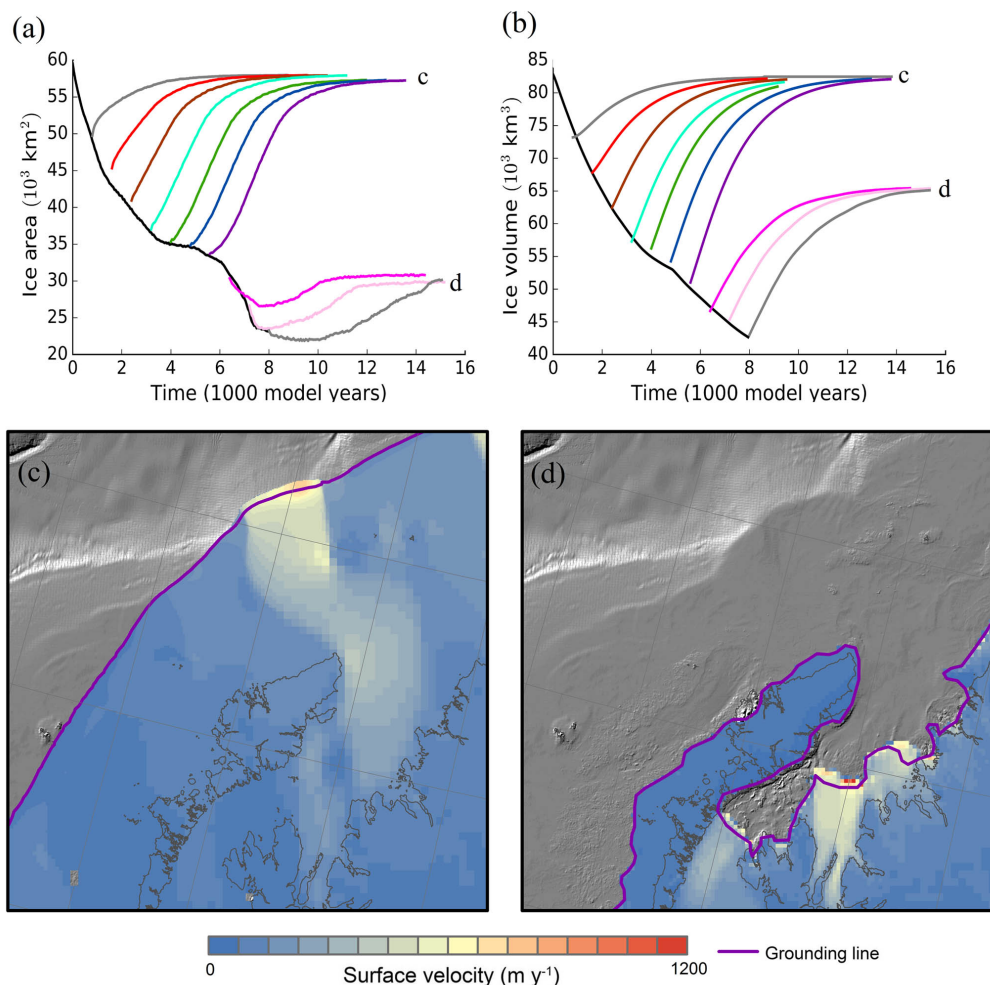 (a)
Ice area (10³ km²)
60
55
50
45
40
35
30
25
20
0 2 4 6 8 10 12 14 16
Time (1000 model years)
c
d
(b)
Ice volume (10³ km³)
85
80
75
70
65
60
55
50
45
40
0 2 4 6 8 10 12 14 16
Time (1000 model years)
c
d
(c)
(d)
0 1200
Surface velocity (m y⁻¹)
Grounding line